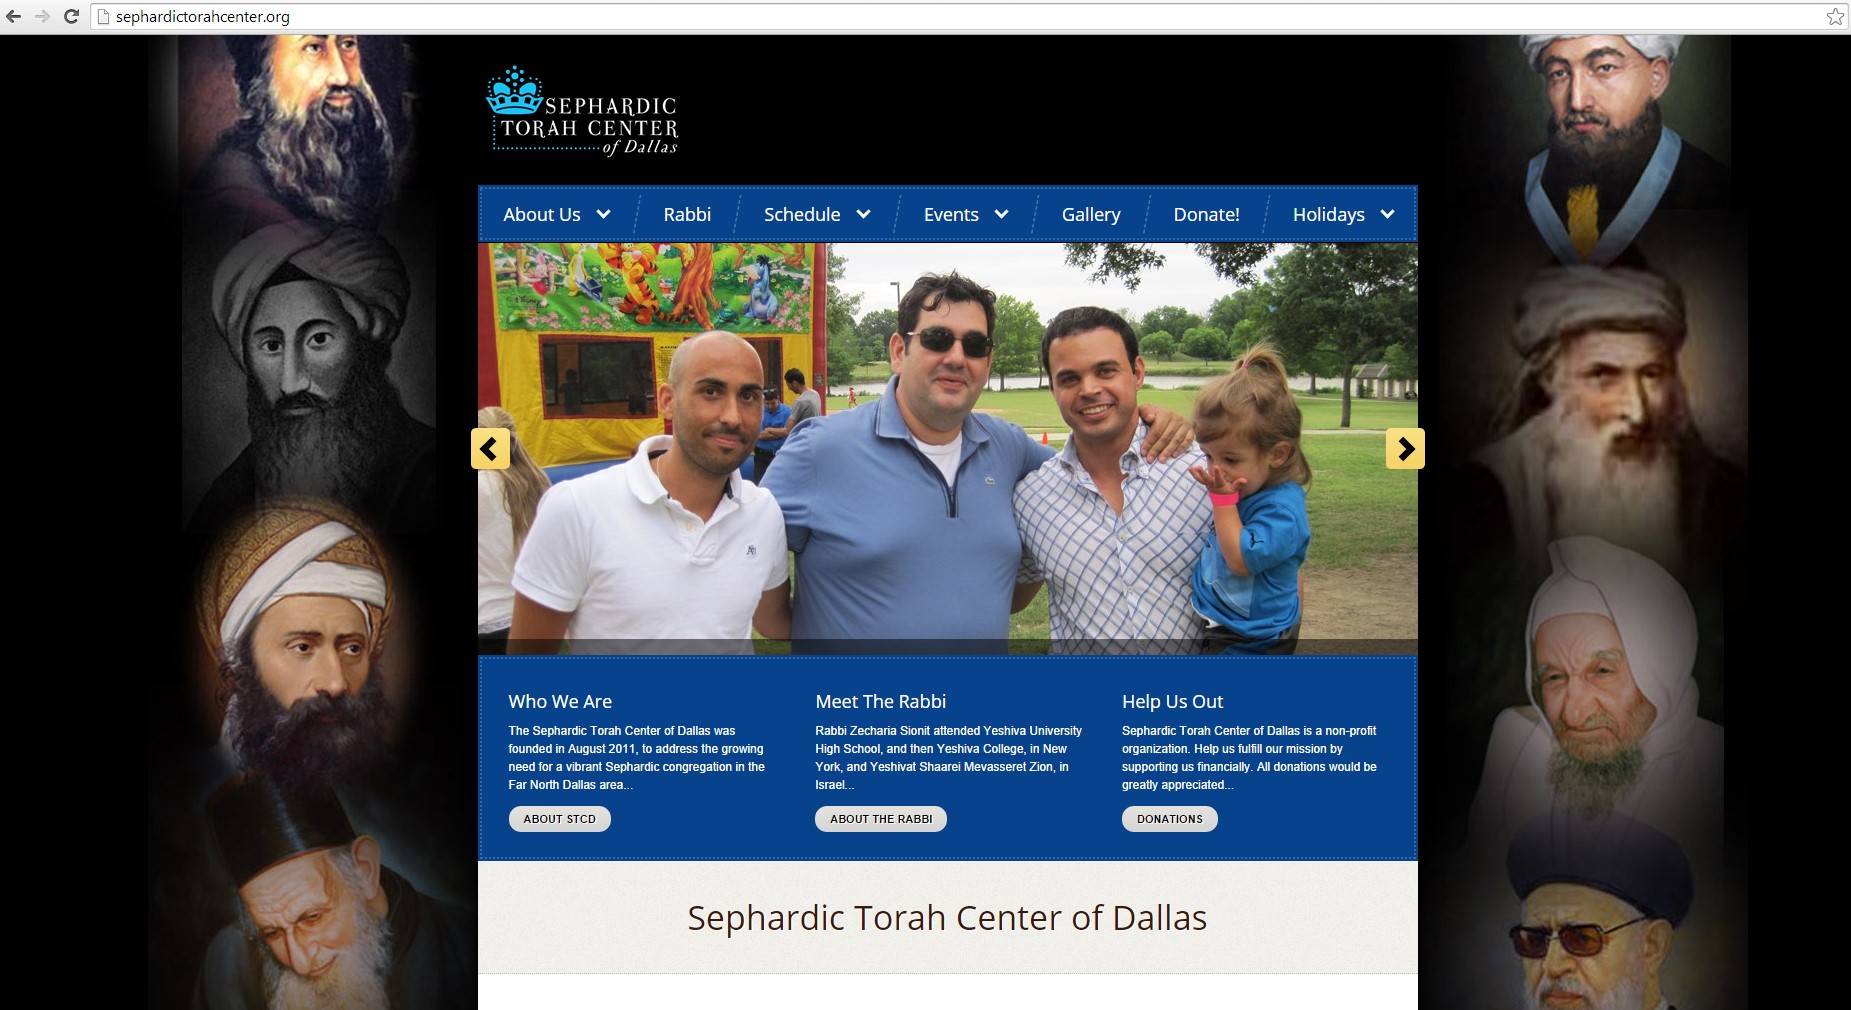 sephardictorahcenter.org
SEPHARDIC
TORAH CENTER
of Dallas
About Us
Rabbi
Schedule
Events
Gallery
Donate!
Holidays
Who We Are
The Sephardic Torah Center of Dallas was
founded in August 2011, to address the growing
need for a vibrant Sephardic congregation in the
Far North Dallas area...
ABOUT STCD
Meet The Rabbi
Rabbi Zecharia Sionit attended Yeshiva University
High School, and then Yeshiva College, in New
York, and Yeshivat Shaarei Mevasseret Zion, in
Israel...
ABOUT THE RABBI
Help Us Out
Sephardic Torah Center of Dallas is a non-profit
organization. Help us fulfill our mission by
supporting us financially. All donations would be
greatly appreciated...
DONATIONS
Sephardic Torah Center of Dallas